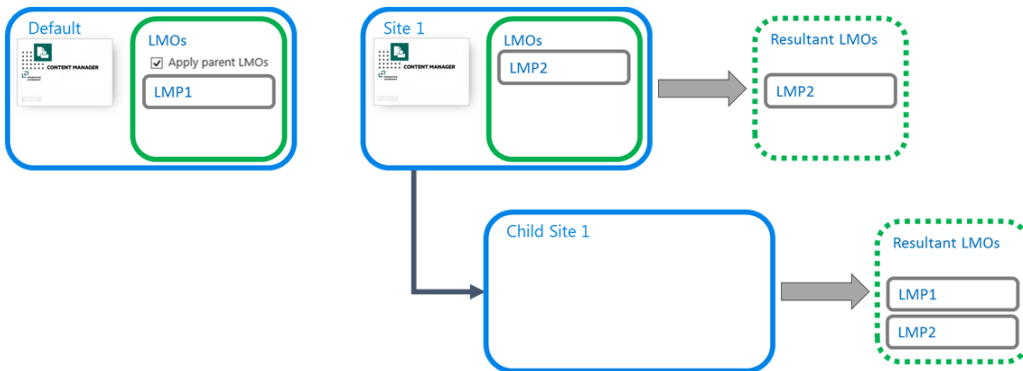 Default
CONTENT MANAGER
LMOs
Apply parent LMOs
LMP1
Site 1
CONTENT MANAGER
LMOs
LMP2
Resultant LMOs
LMP2
Child Site 1
Resultant LMOs
LMP1
LMP2